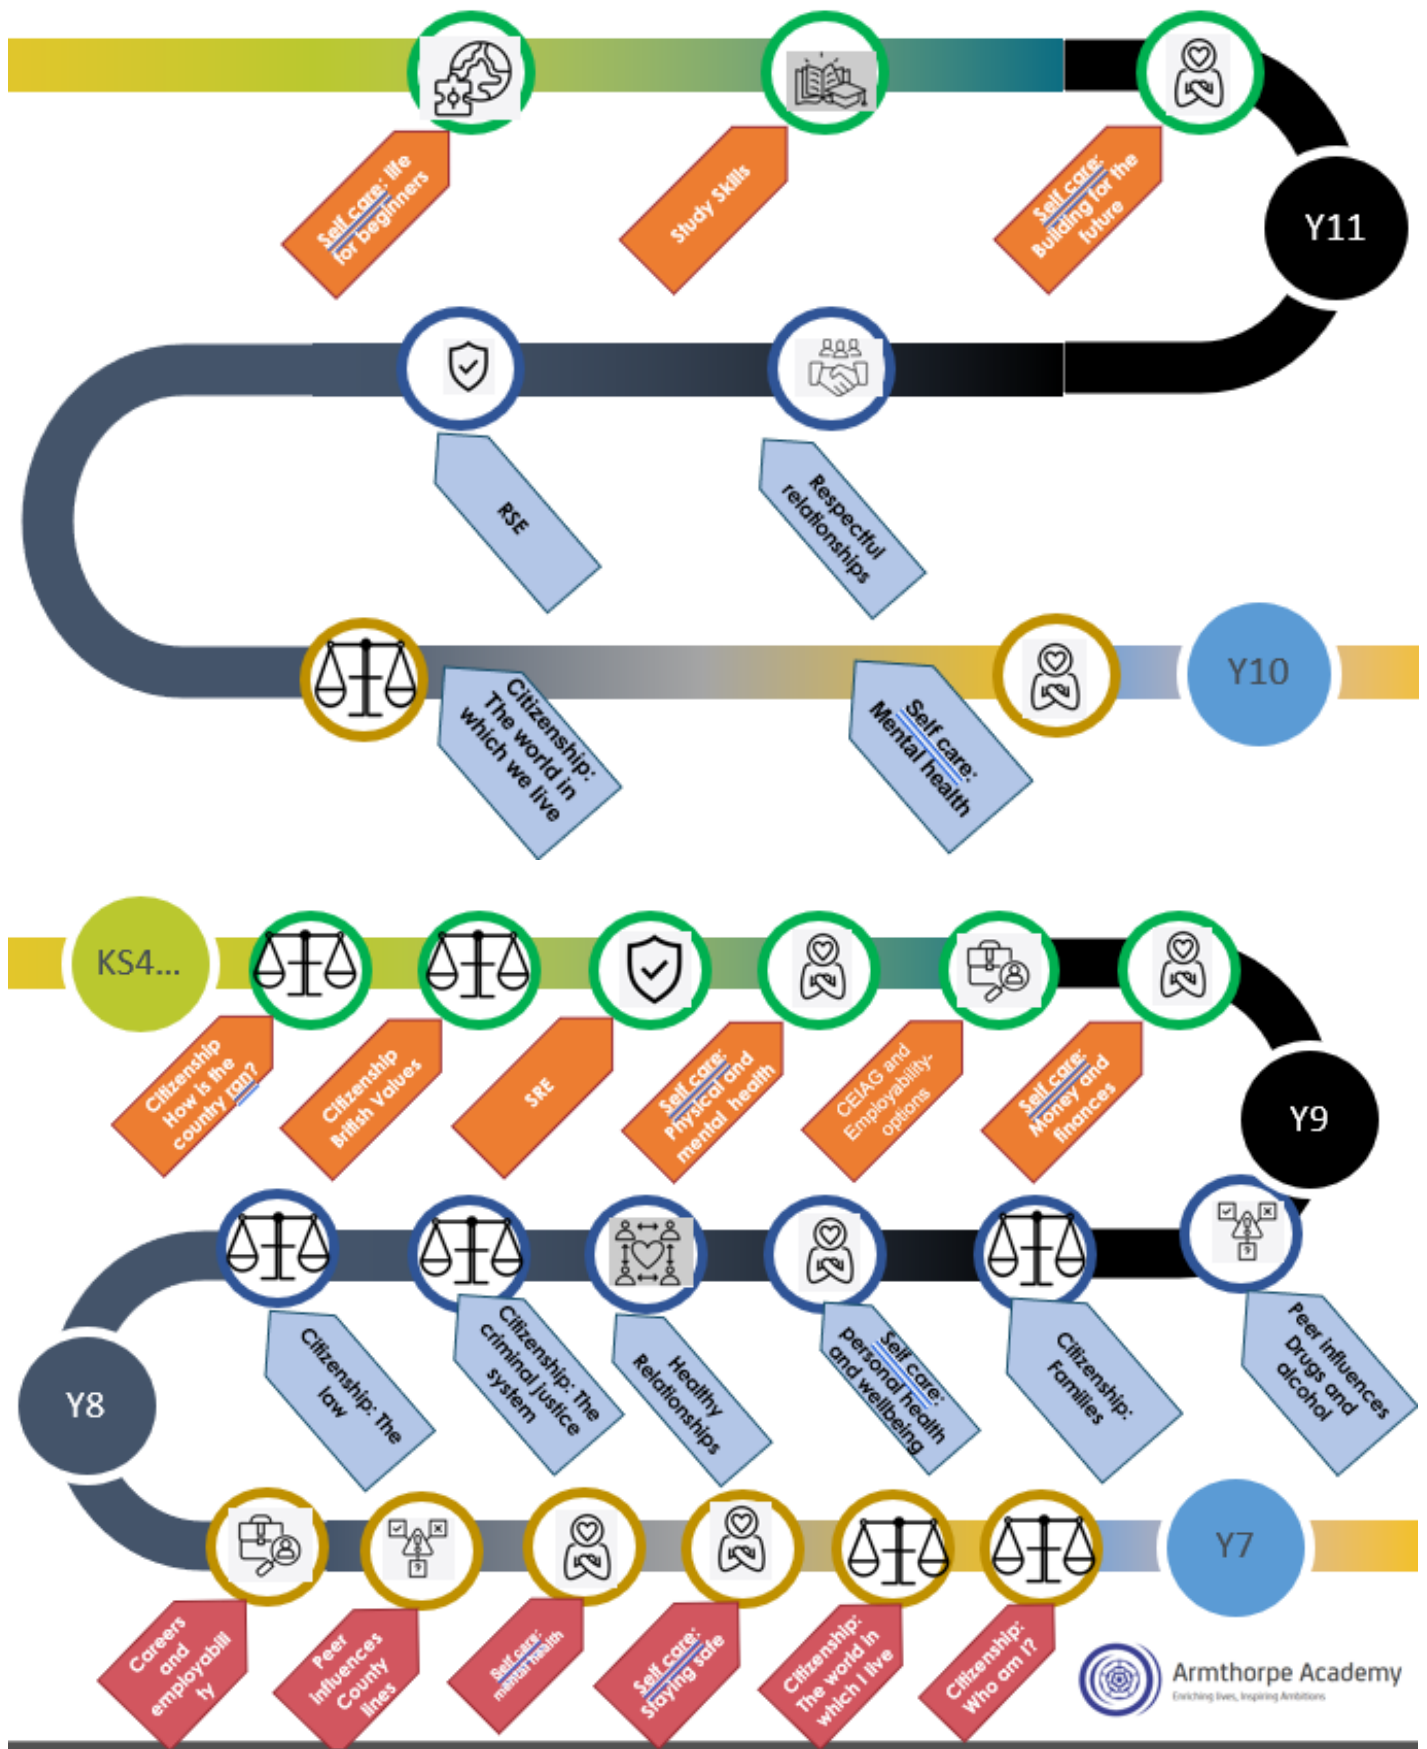 Self care: life
for beginners
Study Skills
Self care:
Building for the
future
Y11
RSE
Respectful
relationships
Citizenship:
The world in
which we live
Self care:
Mental health
Y10
KS4...
Citizenship
How is the
country ran?
Citizenship
British Values
SRE
Self care:
Physical and
mental health
CEIAG and
Employability-
options
Self care:
Money and
finances
Y9
Citizenship: The
law
Citizenship: The
criminal justice
system
Healthy
Relationships
Self care:
personal health
and wellbeing
Citizenship:
Families
Peer influences
Drugs and
alcohol
Y8
Y7
Careers
and
employabili
ty
Peer
influences
County
lines
Self care:
mental health
Self care:
Staying safe
Citizenship:
The world in
which I live
Citizenship:
Who am I?
Armthorpe Academy
Enriching lives, Inspiring Ambitions